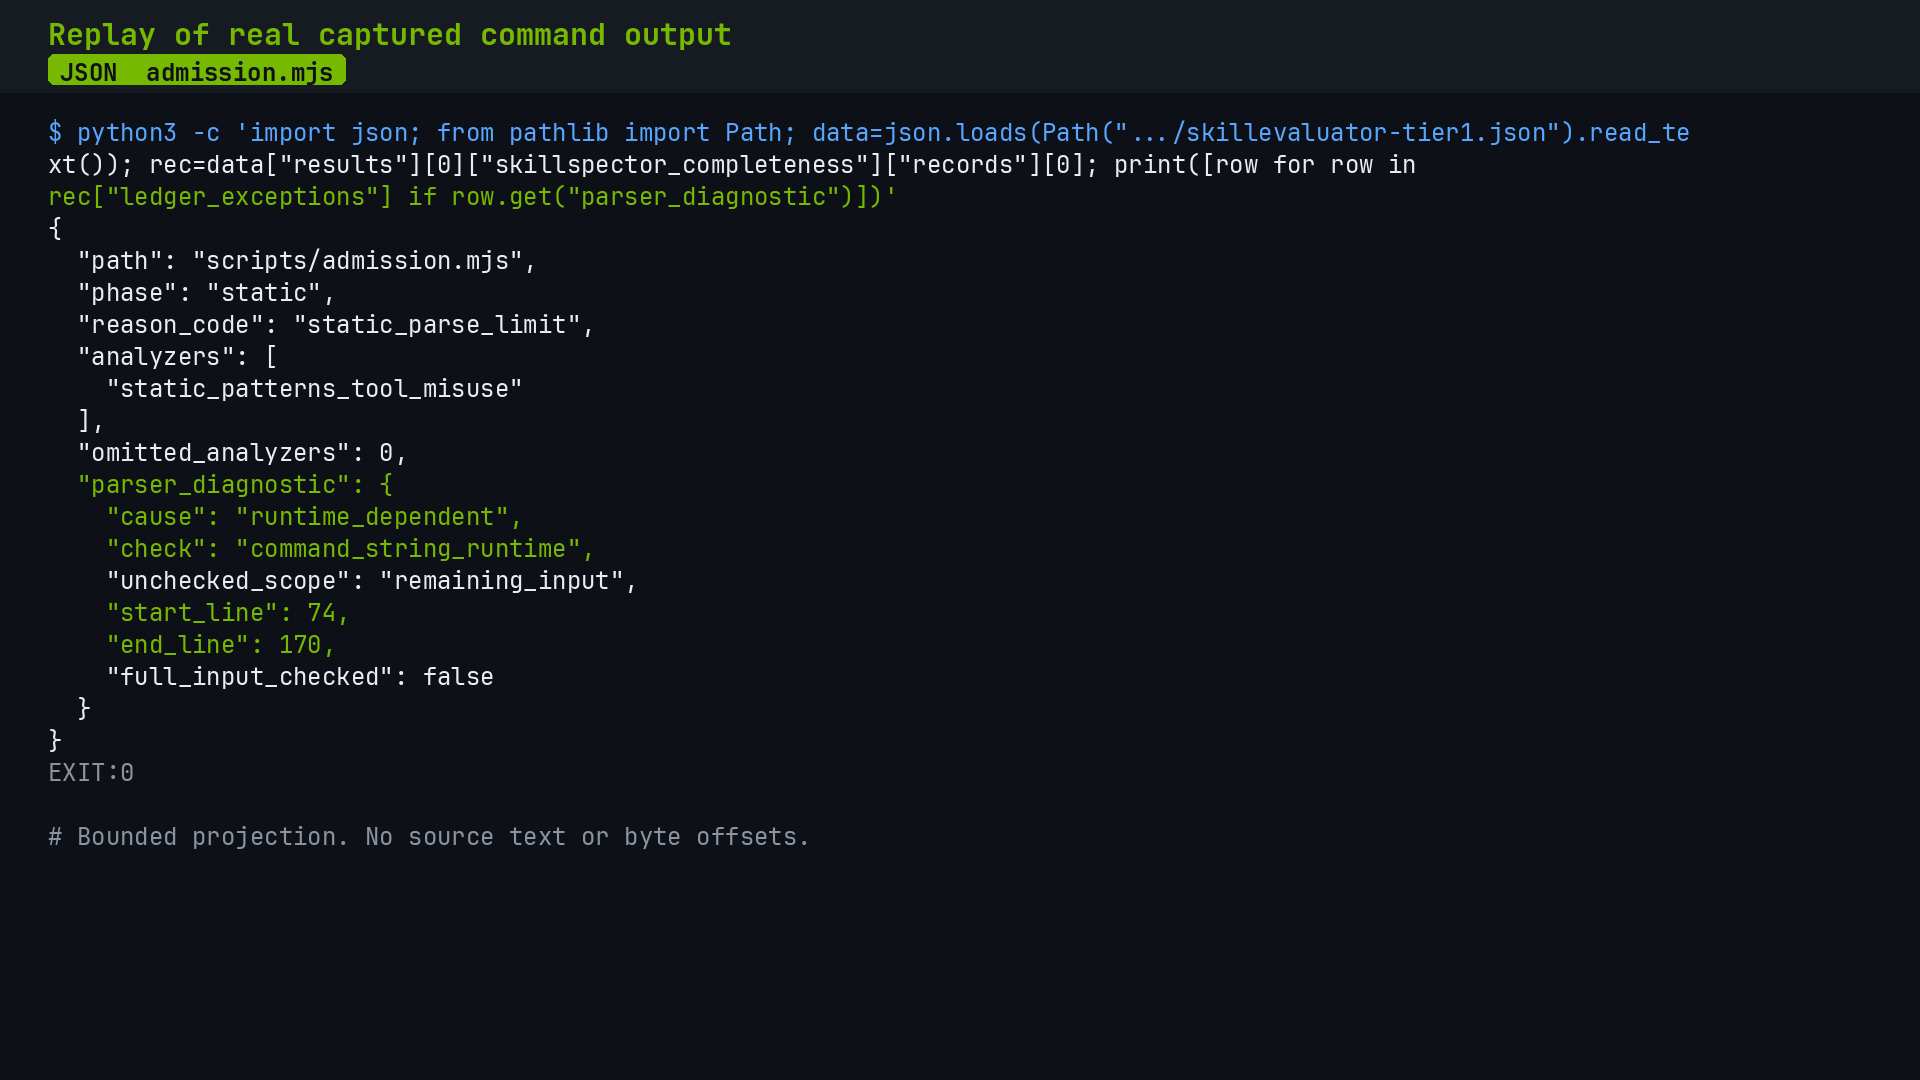 Replay of real captured command output
JSON  admission.mjs
$ python3 -c 'import json; from pathlib import Path; data=json.loads(Path(".../skillevaluator-tier1.json").read_te
xt()); rec=data["results"][0]["skillspector_completeness"]["records"][0]; print([row for row in
rec["ledger_exceptions"] if row.get("parser_diagnostic")])'
{
  "path": "scripts/admission.mjs",
  "phase": "static",
  "reason_code": "static_parse_limit",
  "analyzers": [
    "static_patterns_tool_misuse"
  ],
  "omitted_analyzers": 0,
  "parser_diagnostic": {
    "cause": "runtime_dependent",
    "check": "command_string_runtime",
    "unchecked_scope": "remaining_input",
    "start_line": 74,
    "end_line": 170,
    "full_input_checked": false
  }
}
EXIT:0
# Bounded projection. No source text or byte offsets.